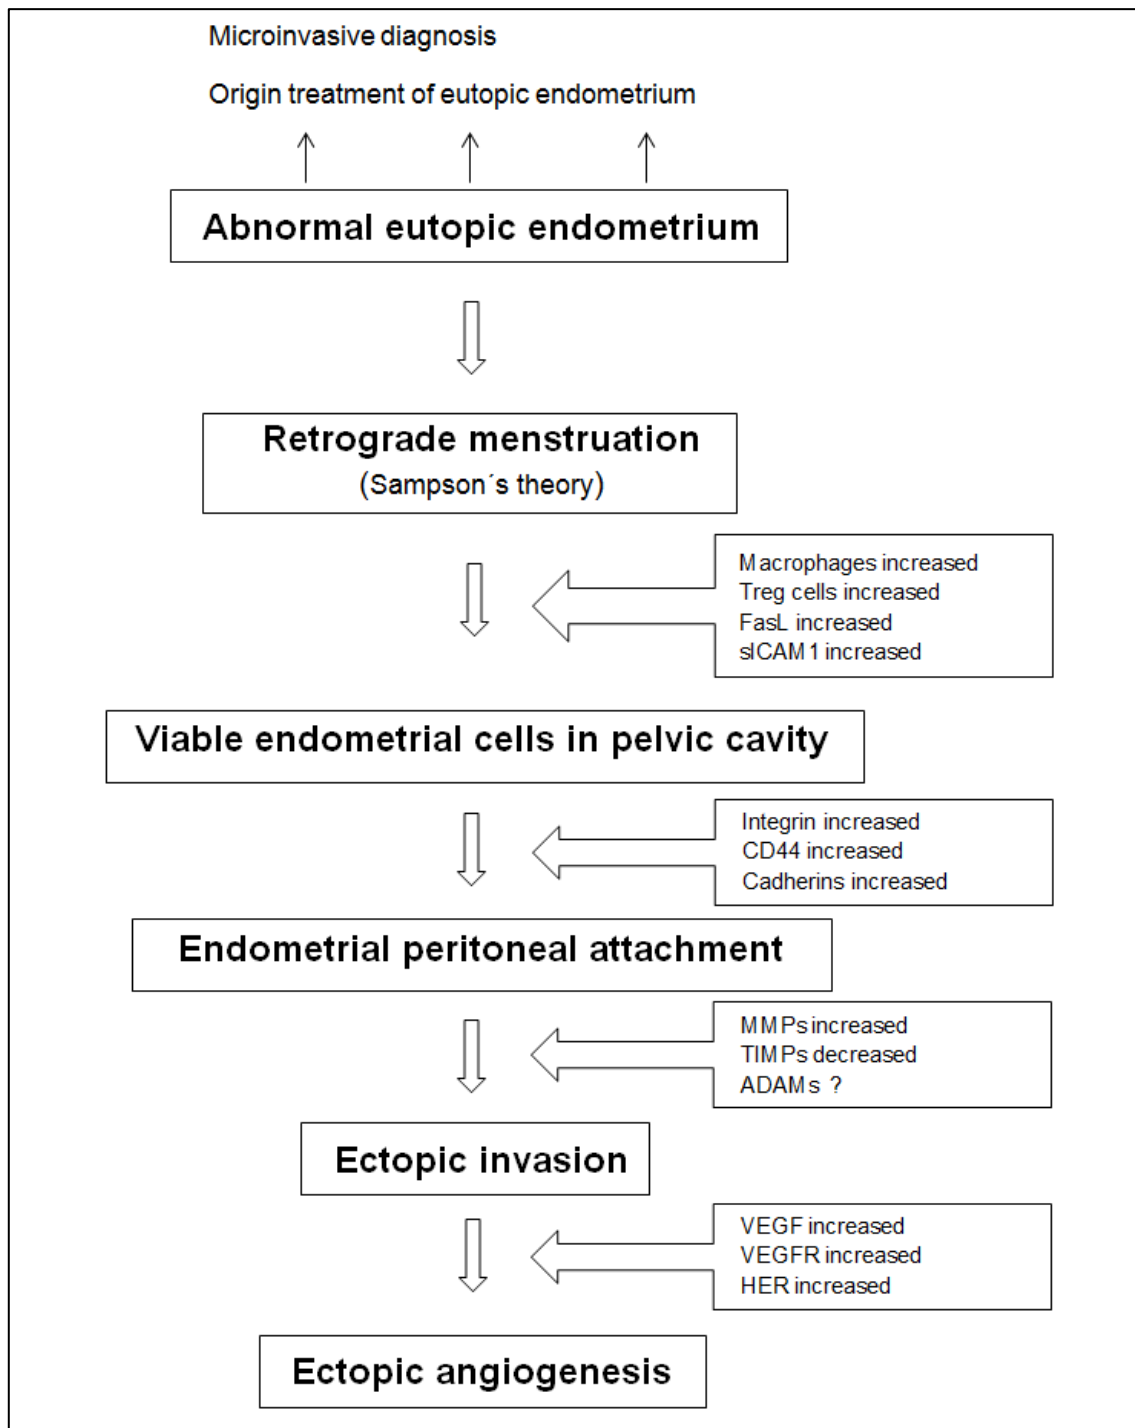 Microinvasive diagnosis
Origin treatment of eutopic endometrium
Abnormal eutopic endometrium
Retrograde menstruation
(Sampson´s theory)
Macrophages increased
Treg cells increased
FasL increased
sICAM1 increased
Viable endometrial cells in pelvic cavity
Integrin increased
CD44 increased
Cadherins increased
Endometrial peritoneal attachment
MMPs increased
TIMPs decreased
ADAMs ?
Ectopic invasion
VEGF increased
VEGFR increased
HER increased
Ectopic angiogenesis